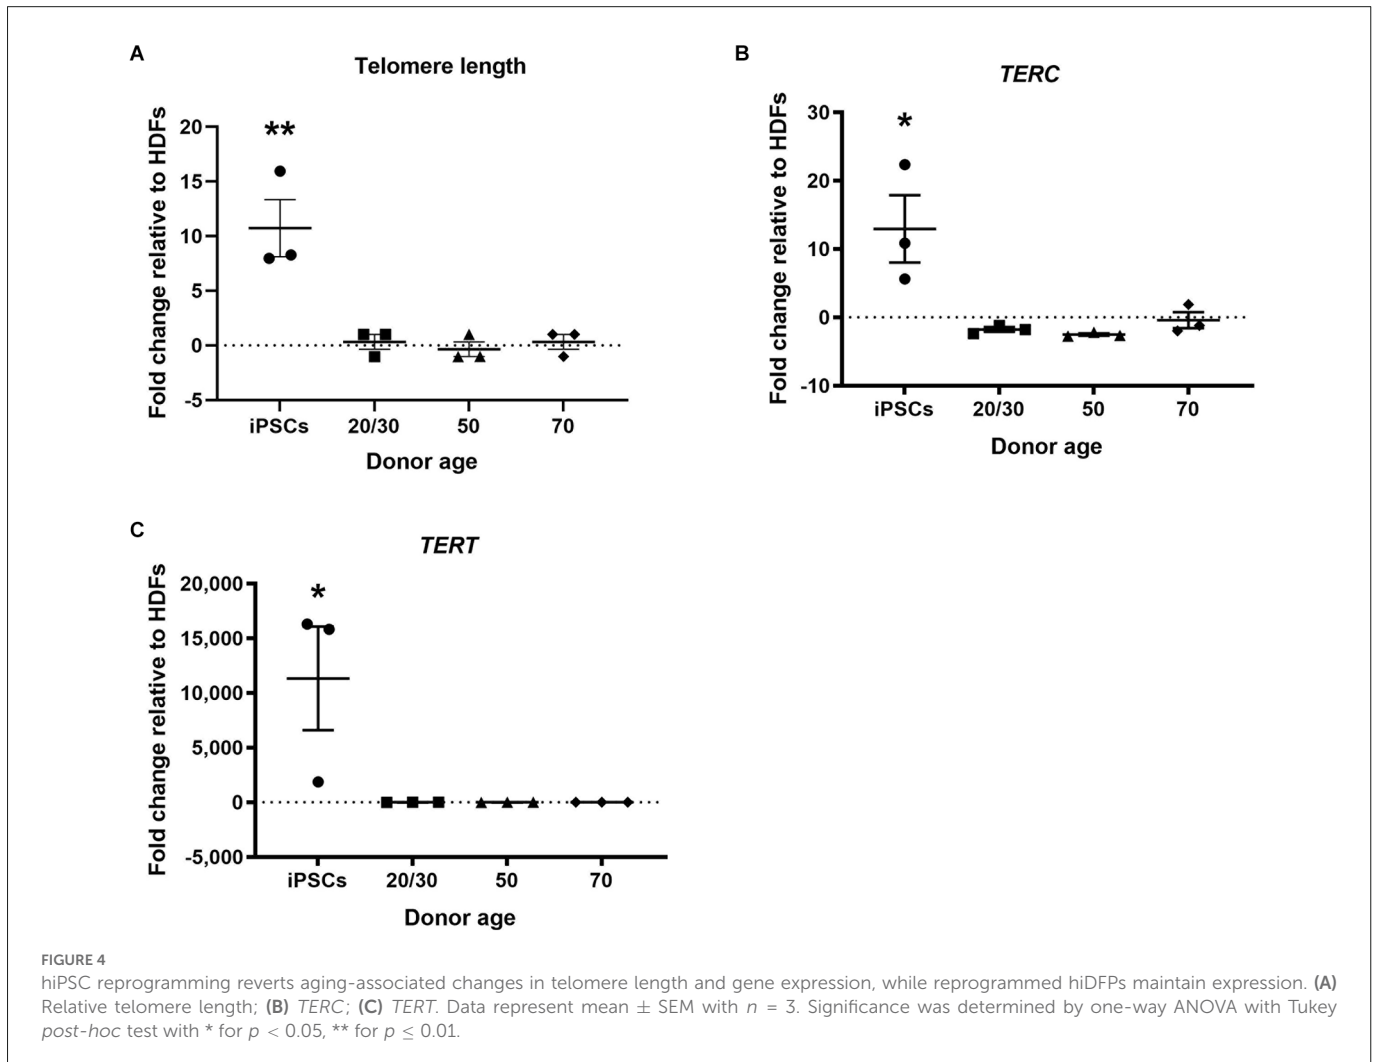 A
Telomere length
Fold change relative to HDFs
20
15
10
5
0
-5
**
iPSCs
20/30
50
70
Donor age
B
TERC
Fold change relative to HDFs
30
20
10
0
-10
*
iPSCs
20/30
50
70
Donor age
C
TERT
Fold change relative to HDFs
20,000
15,000
10,000
5,000
0
-5,000
*
iPSCs
20/30
50
70
Donor age
FIGURE 4
hiPSC reprogramming reverts aging-associated changes in telomere length and gene expression, while reprogrammed hiDFPs maintain expression. (A)
Relative telomere length; (B) TERC; (C) TERT. Data represent mean ± SEM with n = 3. Significance was determined by one-way ANOVA with Tukey
post-hoc test with * for p < 0.05, ** for p ≤ 0.01.